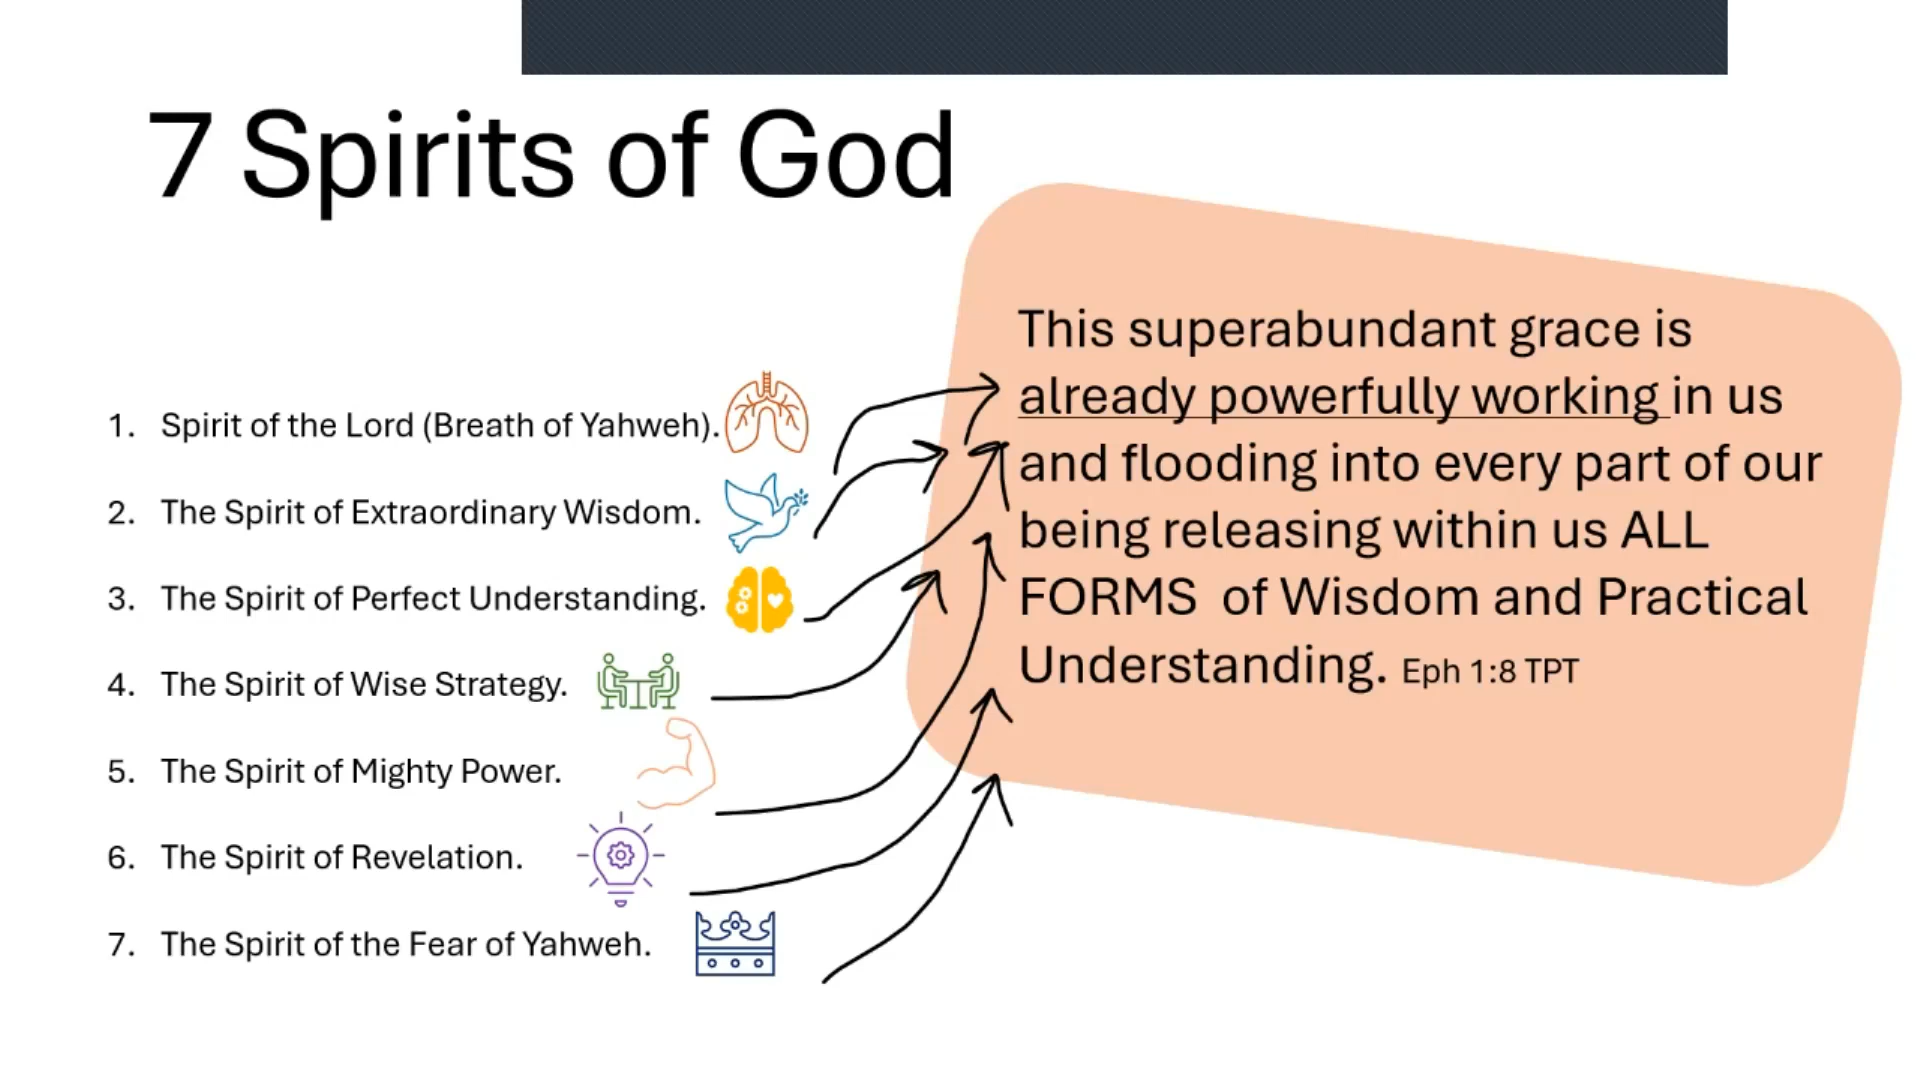 7 Spirits of God
1. Spirit of the Lord (Breath of Yahweh).
2. The Spirit of Extraordinary Wisdom.
3. The Spirit of Perfect Understanding.
4. The Spirit of Wise Strategy.
5. The Spirit of Mighty Power.
6. The Spirit of Revelation.
7. The Spirit of the Fear of Yahweh.
This superabundant grace is
already powerfully working in us
and flooding into every part of our
being releasing within us ALL
FORMS  of Wisdom and Practical
Understanding. Eph 1:8 TPT